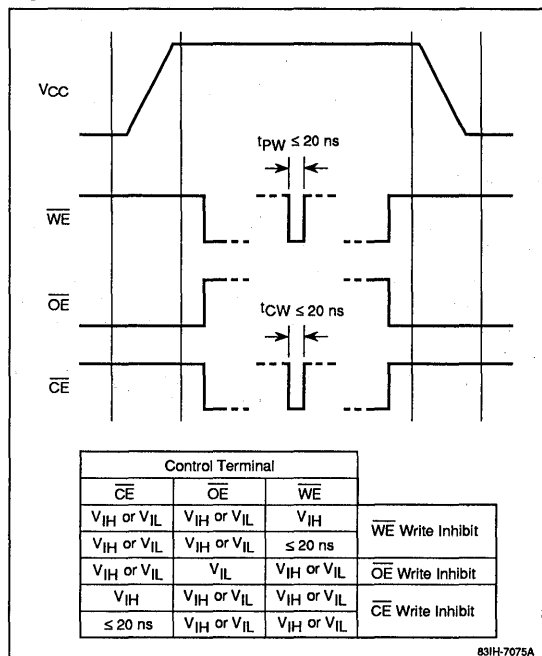 VCC
tPW ≤ 20 ns
WE
OE
tCW ≤ 20 ns
CE
Control Terminal
CE OE WE
VIH or VIL VIH or VIL VIH WE Write Inhibit
VIH or VIL VIH or VIL ≤ 20 ns
VIH or VIL VIL VIH or VIL OE Write Inhibit
VIH VIH or VIL VIH or VIL CE Write Inhibit
≤ 20 ns VIH or VIL VIH or VIL
83IH-7075A